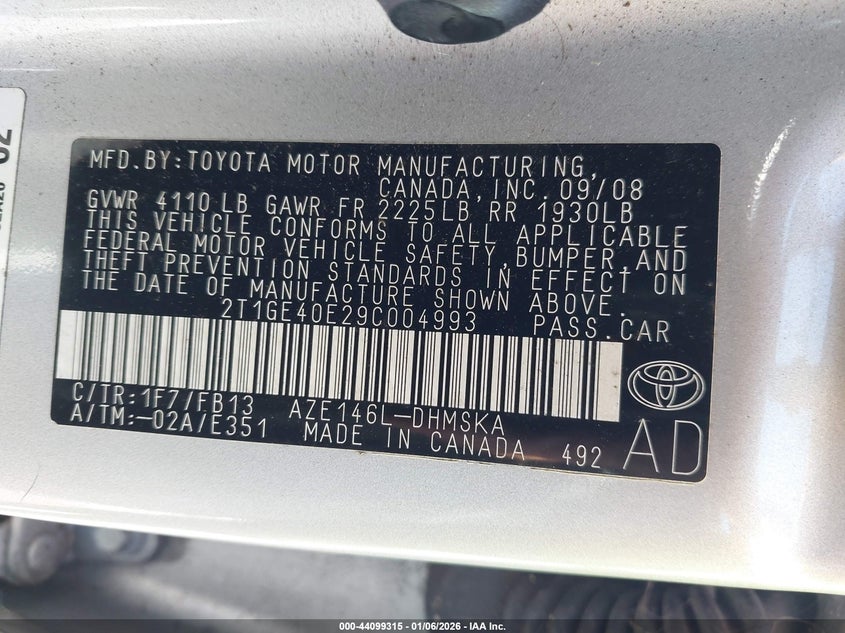 MFD.BY:TOYOTA MOTOR MANUFACTURING,
CANADA,INC. 09/08
GVWR 4110LB GAWR FR 2225LB RR 1930LB
THIS VEHICLE CONFORMS TO ALL APPLICABLE
FEDERAL MOTOR VEHICLE SAFETY,BUMPER,AND
THEFT PREVENTION STANDARDS IN EFFECT ON
THE DATE OF MANUFACTURE SHOWN ABOVE.
2T1GE40E29C004993 PASS.CAR
C/TR:1F7/FB13 AZE146L-DHMSKA
A/TM:-02A/E351 MADE IN CANADA 492 AD
000-44099315 - 01/06/2026 - IAA Inc.